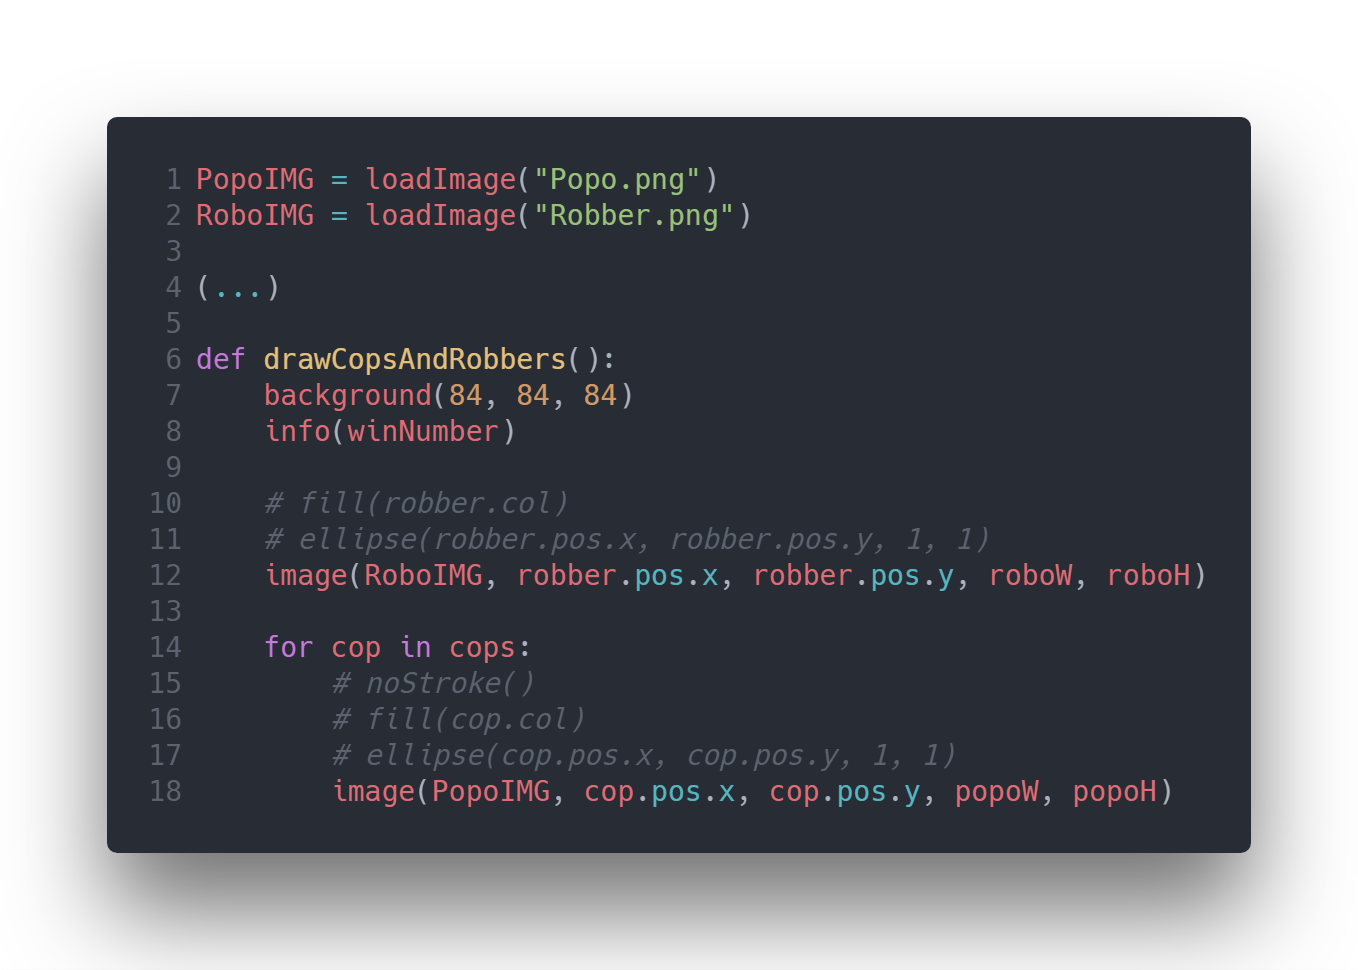 1 PopoIMG = loadImage("Popo.png")
2 RoboIMG = loadImage("Robber.png")
3
4 (...)
5
6 def drawCopsAndRobbers():
7     background(84, 84, 84)
8     info(winNumber)
9
10     # fill(robber.col)
11     # ellipse(robber.pos.x, robber.pos.y, 1, 1)
12     image(RoboIMG, robber.pos.x, robber.pos.y, roboW, roboH)
13
14     for cop in cops:
15         # noStroke()
16         # fill(cop.col)
17         # ellipse(cop.pos.x, cop.pos.y, 1, 1)
18         image(PopoIMG, cop.pos.x, cop.pos.y, popoW, popoH)